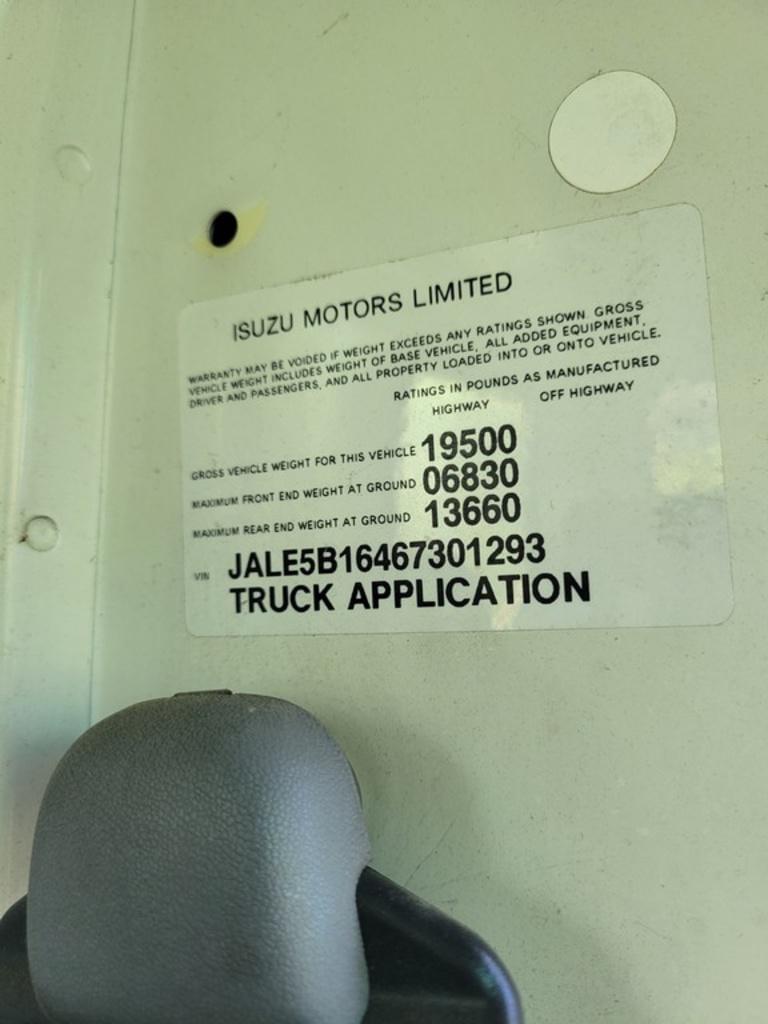 ISUZU MOTORS LIMITED
WARRANTY MAY BE VOIDED IF WEIGHT EXCEEDS ANY RATINGS SHOWN. GROSS
VEHICLE WEIGHT INCLUDES WEIGHT OF BASE VEHICLE, ALL ADDED EQUIPMENT,
DRIVER AND PASSENGERS, AND ALL PROPERTY LOADED INTO OR ONTO VEHICLE.
RATINGS IN POUNDS AS MANUFACTURED
HIGHWAY OFF HIGHWAY
GROSS VEHICLE WEIGHT FOR THIS VEHICLE 19500
MAXIMUM FRONT END WEIGHT AT GROUND 06830
MAXIMUM REAR END WEIGHT AT GROUND 13660
VIN JALE5B16467301293
TRUCK APPLICATION